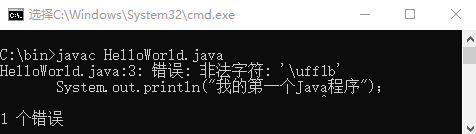 选择C:\Windows\System32\cmd.exe
C:\bin>javac HelloWorld.java
HelloWorld.java:3: 错误: 非法字符: '\uff1b'
System.out.println("我的第一个Java程序")；
^
1 个错误